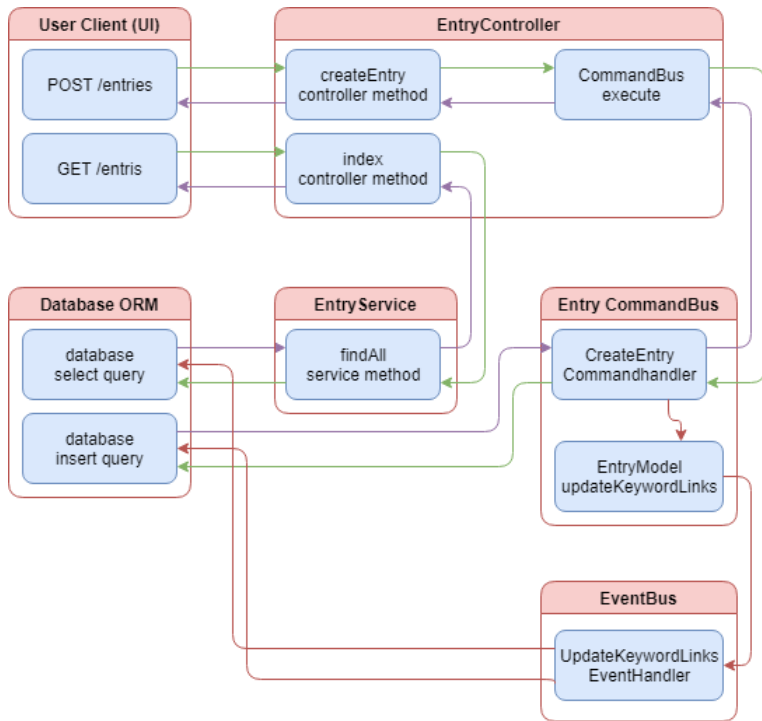 User Client (UI)
POST /entries
GET /entris
EntryController
createEntry
controller method
CommandBus
execute
index
controller method
Database ORM
database
select query
database
insert query
EntryService
findAll
service method
Entry CommandBus
CreateEntry
Commandhandler
EntryModel
updateKeywordLinks
EventBus
UpdateKeywordLinks
EventHandler